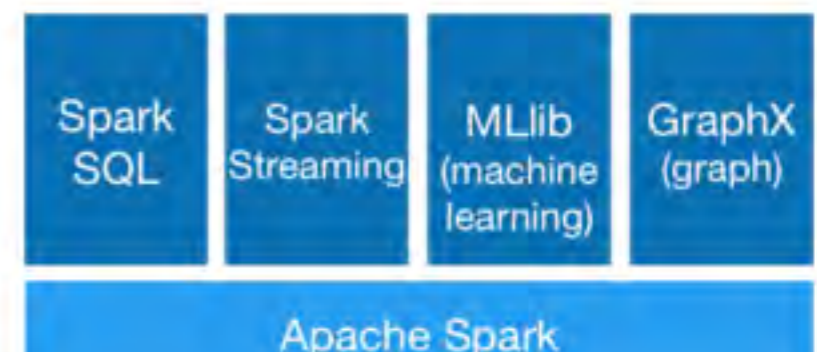 Spark
SQL
Spark
Streaming
MLlib
(machine
learning)
GraphX
(graph)
Apache Spark